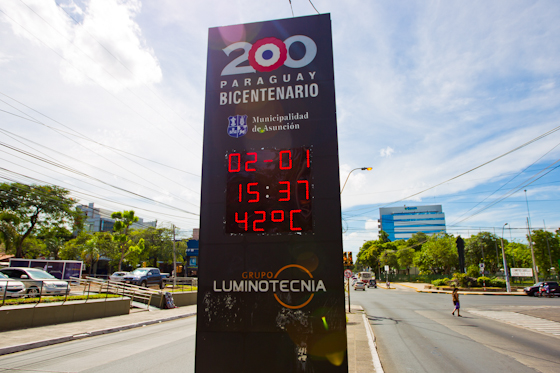 200
PARAGUAY
BICENTENARIO
Municipalidad
de Asunción
02-01
15:37
42°C
GRUPO
LUMINOTECNIA